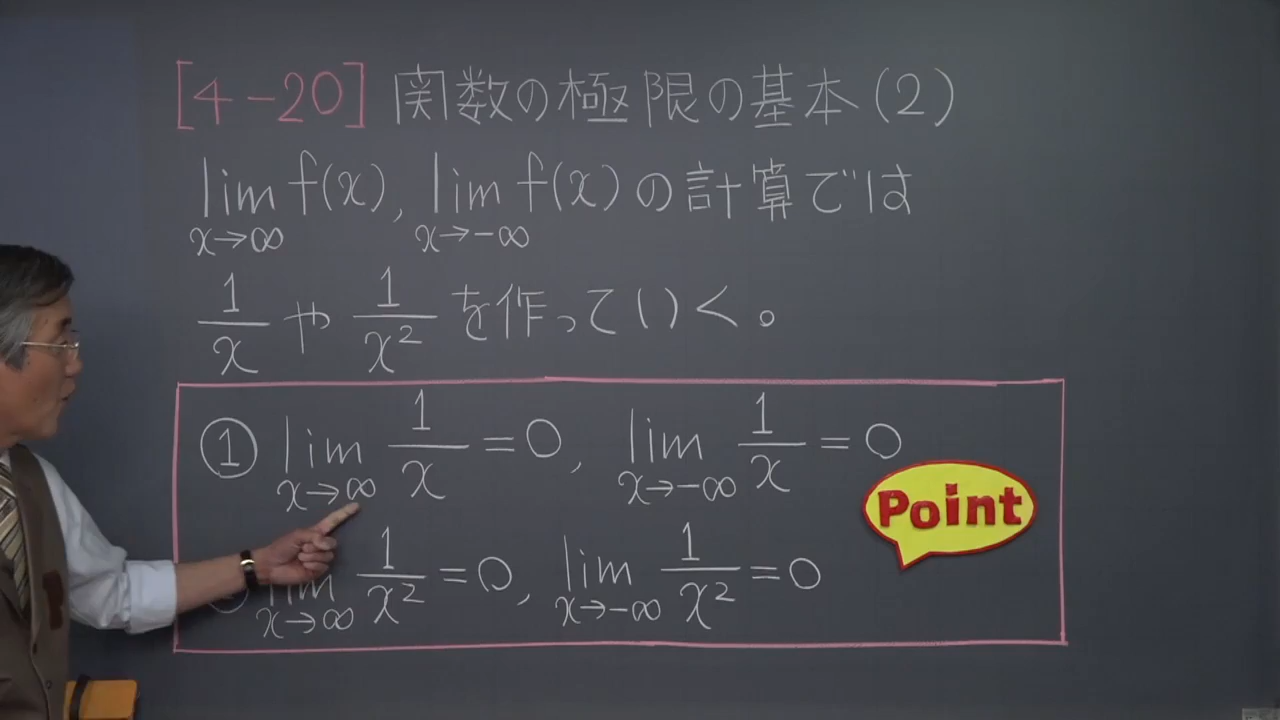 [4-20] 関数の極限の基本(2)
lim f(x), lim f(x)の計算では
x→∞ x→-∞
1/x や 1/x² を作っていく。
① lim 1/x = 0, lim 1/x = 0
x→∞ x→-∞
Point
lim 1/x² = 0, lim 1/x² = 0
x→∞ x→-∞